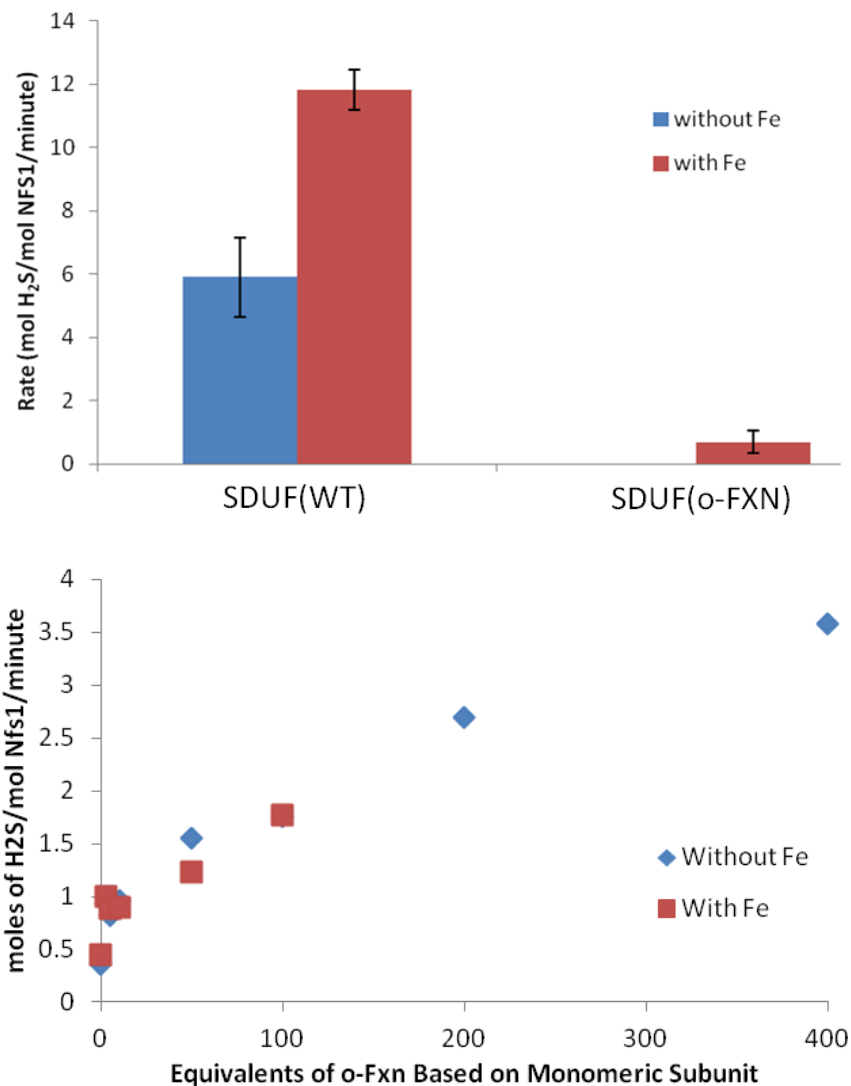 14
12
10
8
6
4
2
0
Rate (mol H₂S/mol NFS1/minute)
without Fe
with Fe
SDUF(WT)
SDUF(o-FXN)
4
3.5
3
2.5
2
1.5
1
0.5
0
moles of H2S/mol Nfs1/minute
Without Fe
With Fe
0
100
200
300
400
Equivalents of o-Fxn Based on Monomeric Subunit